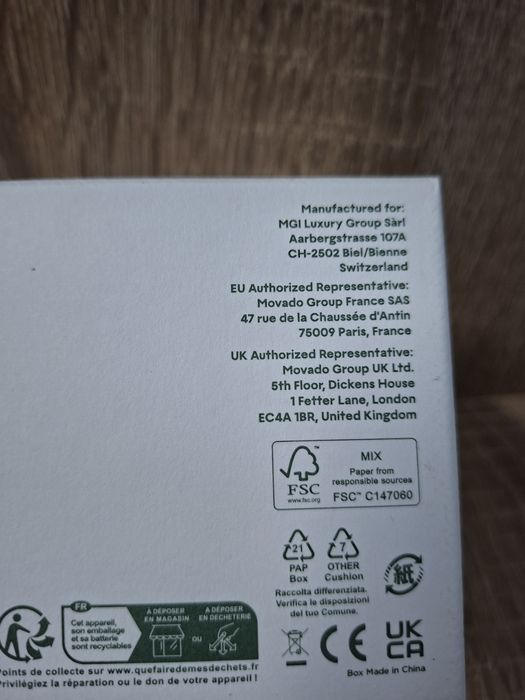 Manufactured for:
MGI Luxury Group Sàrl
Aarbergstrasse 107A
CH-2502 Biel/Bienne
Switzerland
EU Authorized Representative:
Movado Group France SAS
47 rue de la Chaussée d'Antin
75009 Paris, France
UK Authorized Representative:
Movado Group UK Ltd.
5th Floor, Dickens House
1 Fetter Lane, London
EC4A 1BR, United Kingdom
FSC
www.fsc.org
MIX
Paper from
responsible sources
FSC™ C147060
21
PAP
Box
7
OTHER
Cushion
紙
Raccolta differenziata.
Verifica le disposizioni
del tuo Comune.
CE
UK
CA
Box Made in China
FR
Cet appareil,
son emballage
et sa batterie
sont recyclables
À DÉPOSER
EN MAGASIN
OU
À DÉPOSER
EN DÉCHÈTERIE
Points de collecte sur www.quefairedemesdechets.fr
Privilégiez la réparation ou le don de votre appareil !